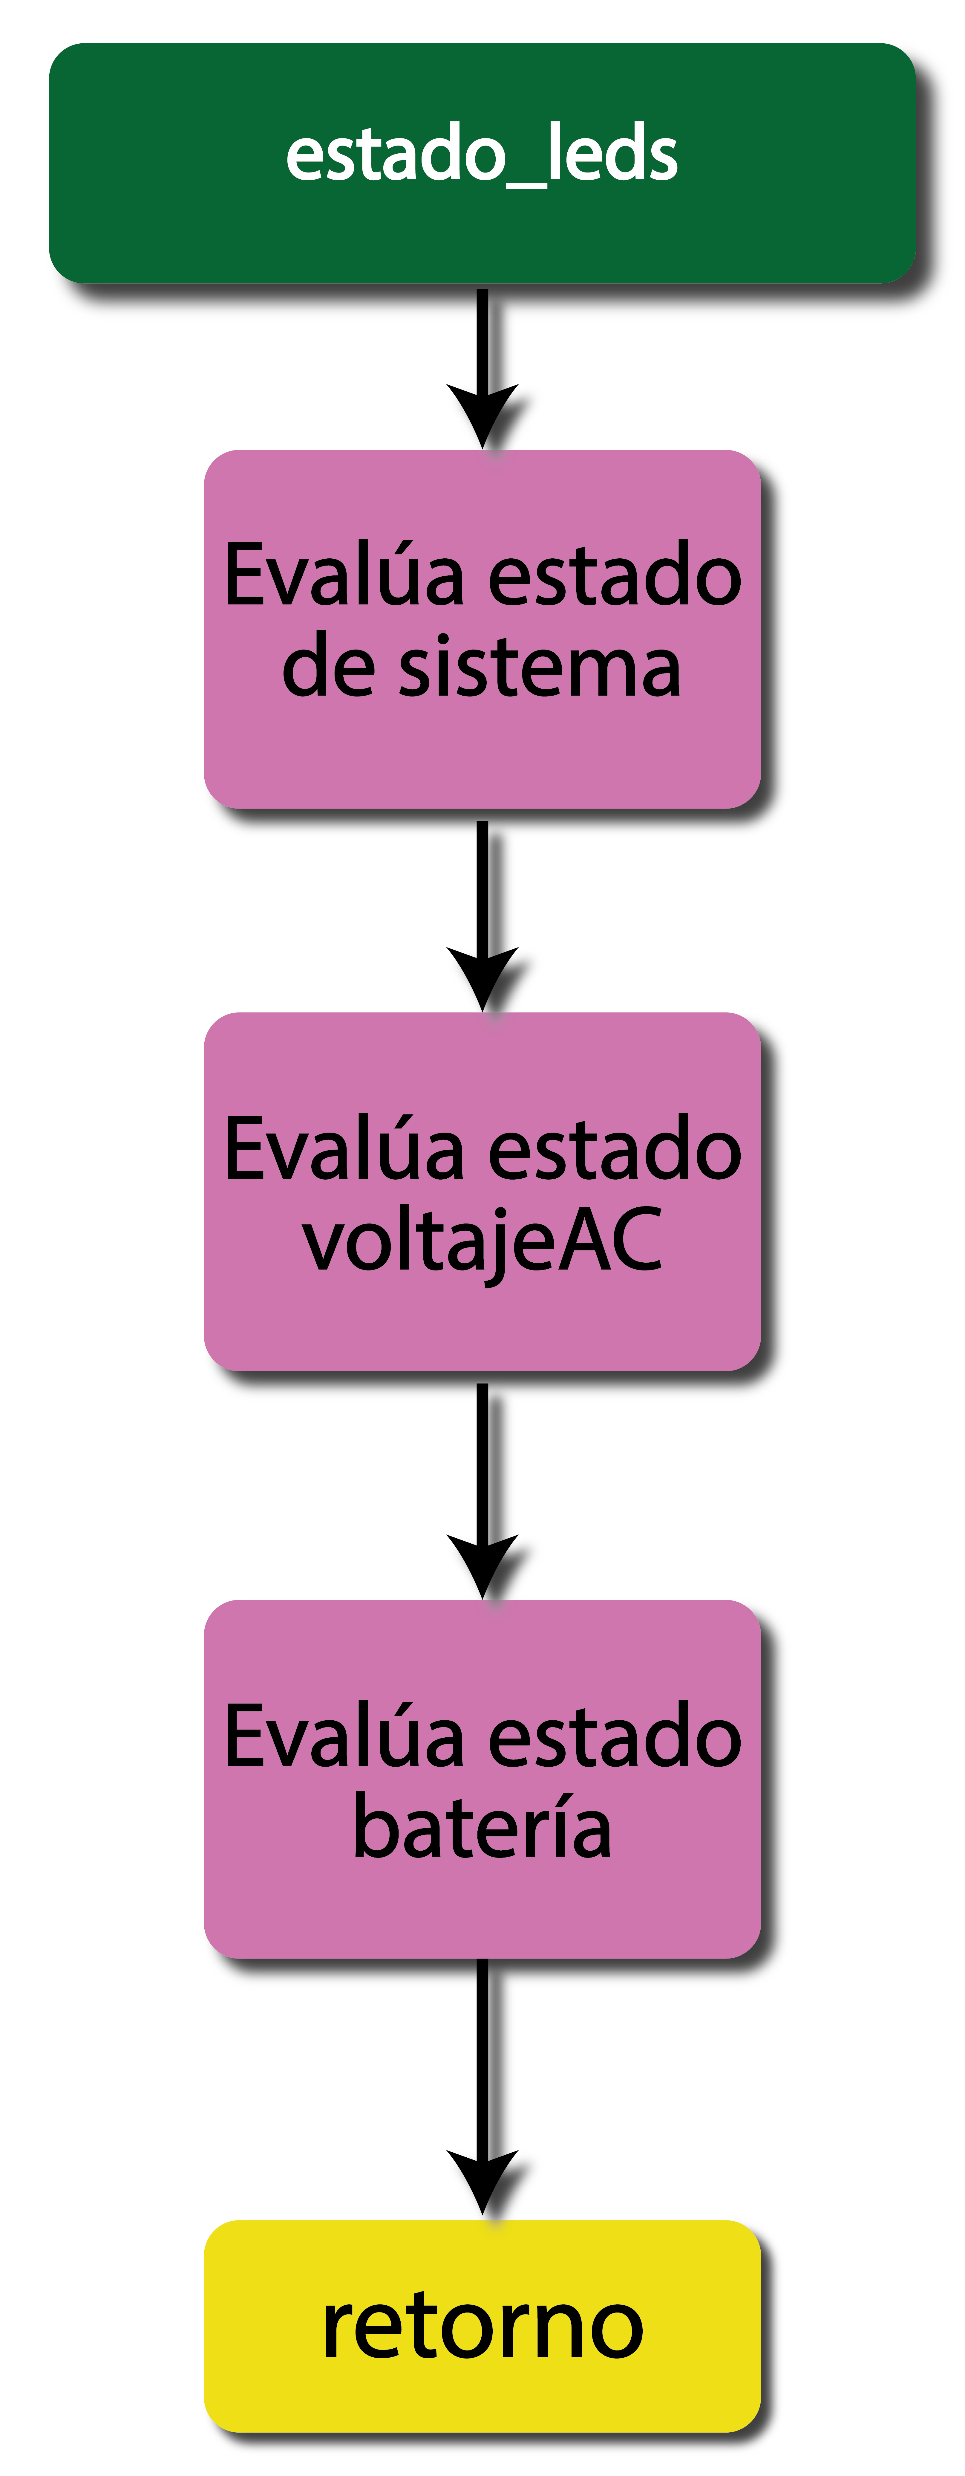 estado_leds
Evalúa estado
de sistema
Evalúa estado
voltajeAC
Evalúa estado
batería
retorno